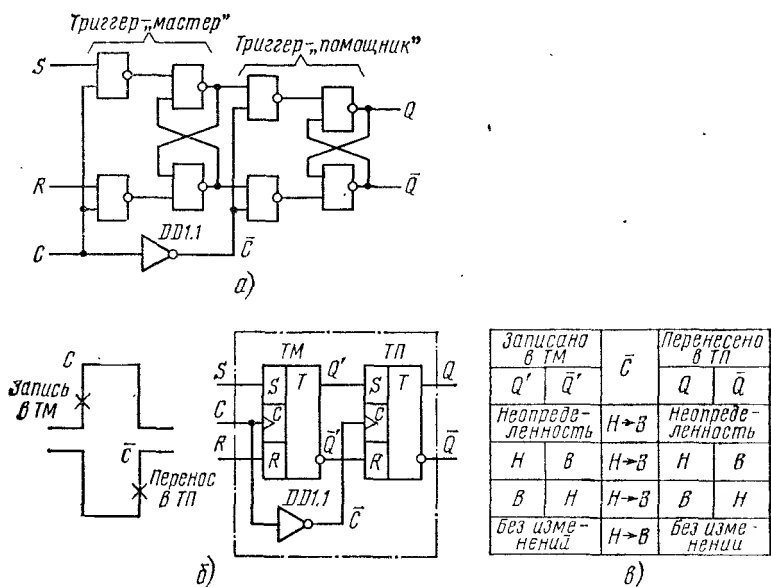 Триггер-„мастер"
Триггер-„помощник"
S
Q
R
Q̄
C
DD1.1
C̄
а)
C
Запись
в ТМ
C̄
Перенос
в ТП
ТМ
ТП
S
S
T
Q'
S
T
Q
C
C
C
R
R
Q̄'
R
Q̄
DD1.1
C̄
б)
Записано
в ТМ
C̄
Перенесено
в ТП
Q'
Q̄'
Q
Q̄
Неопреде-
ленность
Н→В
Неопреде-
ленность
Н
В
Н→В
Н
В
В
Н
Н→В
В
Н
Без изме-
нений
Н→В
Без изме-
нении
в)